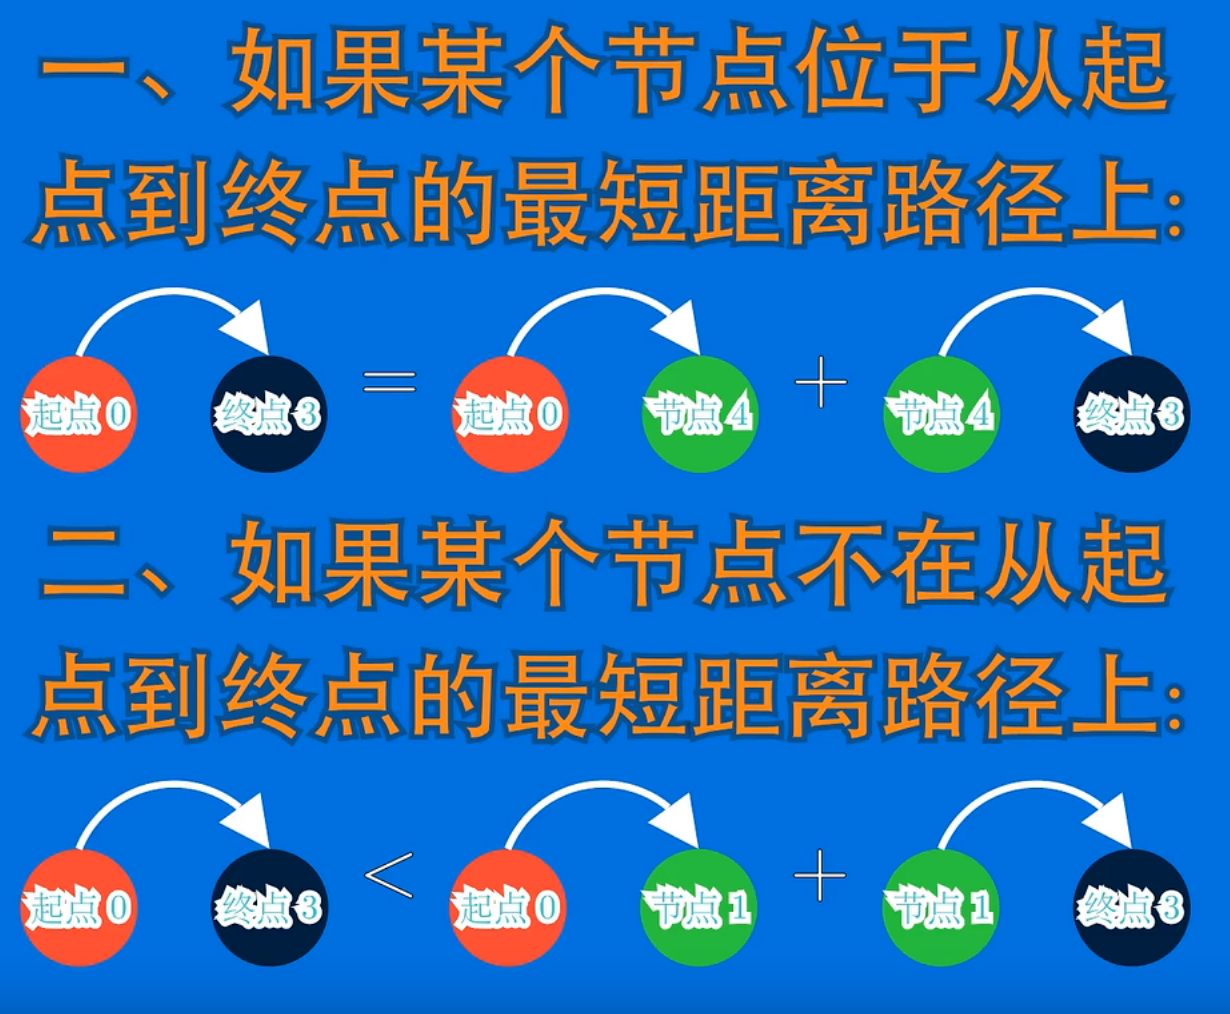 一、如果某个节点位于从起
点到终点的最短距离路径上:
起点0 终点3 = 起点0 节点4 + 节点4 终点3
二、如果某个节点不在从起
点到终点的最短距离路径上:
起点0 终点3 < 起点0 节点1 + 节点1 终点3